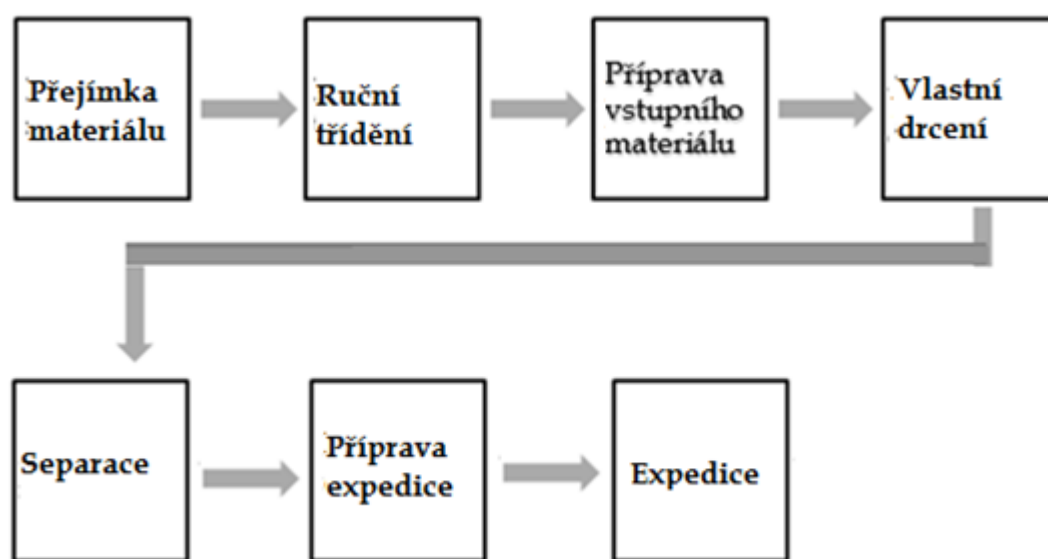 Přejímka
materiálu
Ruční
třídění
Příprava
vstupního
materiálu
Vlastní
drcení
Separace
Příprava
expedice
Expedice